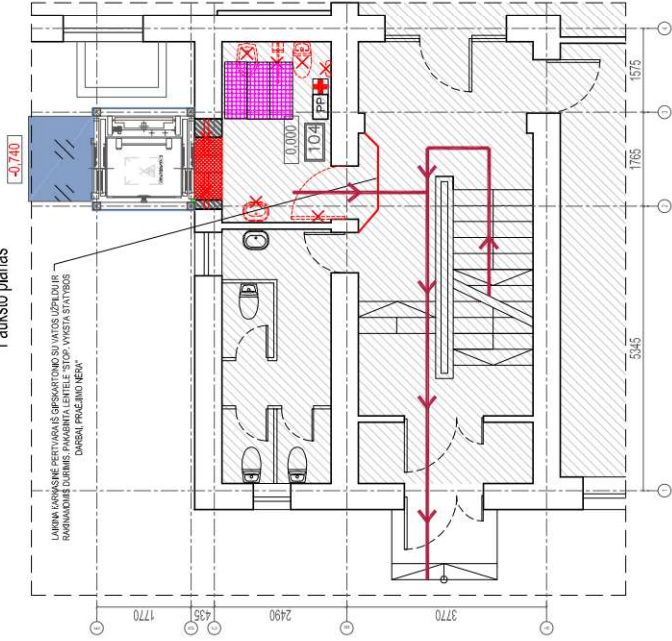 I aukšto planas
-0,740
LAIKINA KARKASINĖ PERTVARA IŠ GIPSKARTONIO SU VATOS UŽPILDU IR
RAKINAMOMIS DURIMIS. PAKABINTA LENTELĖ "STOP, VYKSTA STATYBOS
DARBAI, PRAĖJIMO NĖRA"
PP
0,000
104
1575
1765
5345
1770
435
2490
3770